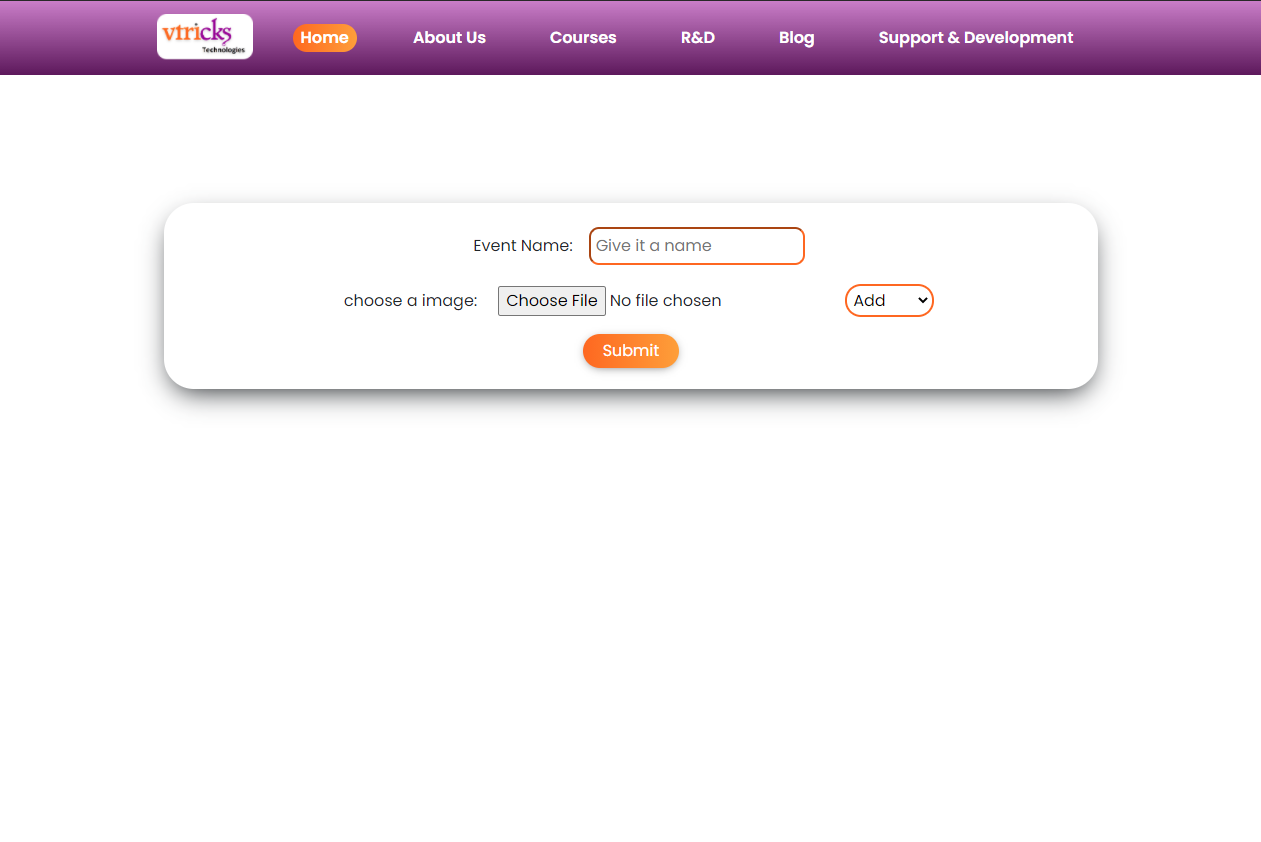 vtricks
Technologies
Home About Us Courses R&D Blog Support & Development
Event Name: Give it a name
choose a image: Choose File No file chosen Add
Submit